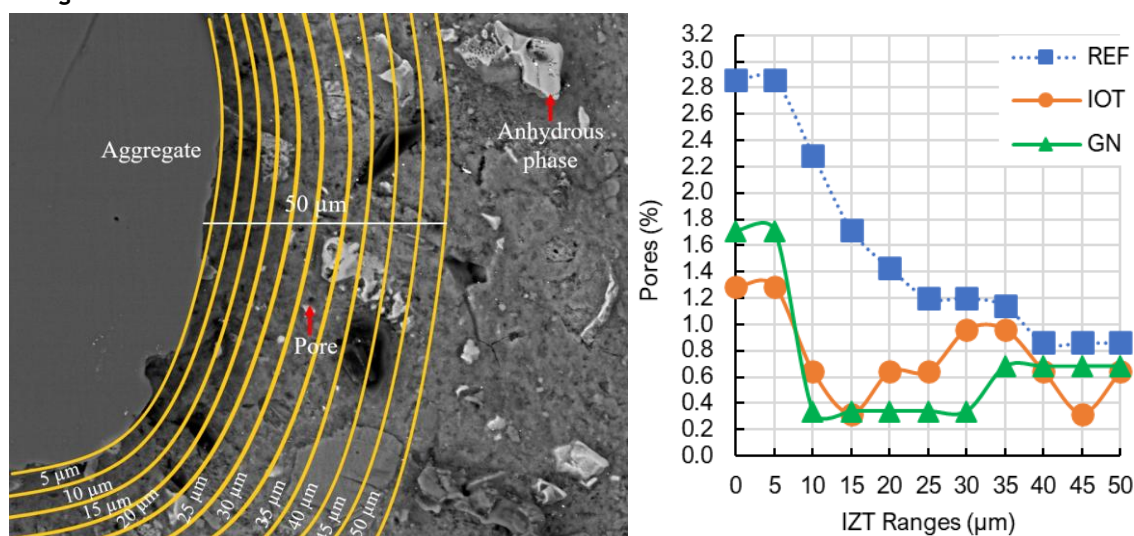 Aggregate
Anhydrous
phase
50 µm
Pore
5 µm
10 µm
15 µm
20 µm
25 µm
30 µm
35 µm
40 µm
45 µm
50 µm
3.2
3.0
2.8
2.6
2.4
2.2
2.0
1.8
1.6
1.4
1.2
1.0
0.8
0.6
0.4
0.2
0.0
Pores (%)
REF
IOT
GN
0 5 10 15 20 25 30 35 40 45 50
IZT Ranges (µm)